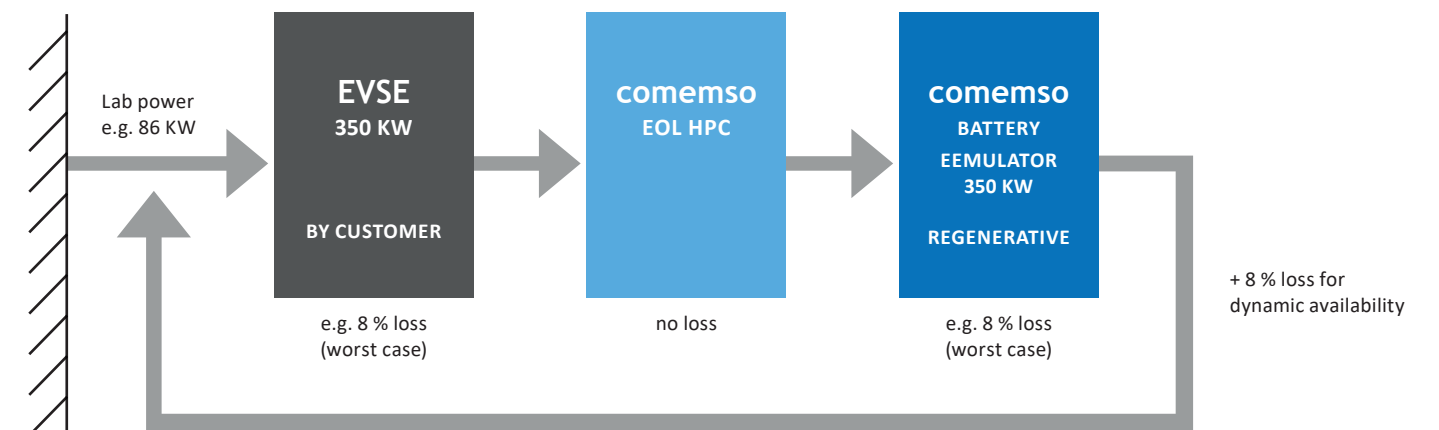 Lab power
e.g. 86 KW
EVSE
350 KW
BY CUSTOMER
e.g. 8 % loss
(worst case)
comemso
EOL HPC
no loss
comemso
BATTERY
EEMULATOR
350 KW
REGENERATIVE
e.g. 8 % loss
(worst case)
+ 8 % loss for
dynamic availability